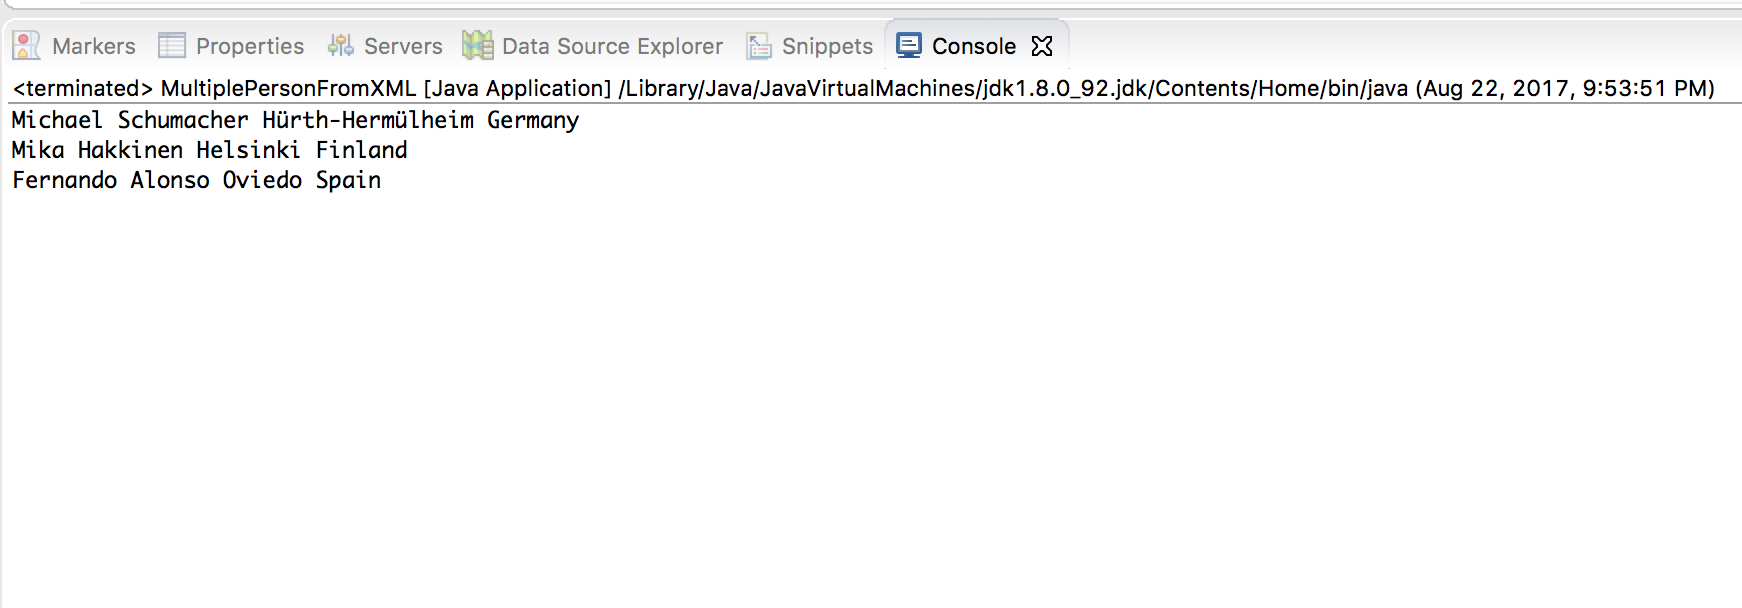 Markers Properties Servers Data Source Explorer Snippets Console
<terminated> MultiplePersonFromXML [Java Application] /Library/Java/JavaVirtualMachines/jdk1.8.0_92.jdk/Contents/Home/bin/java (Aug 22, 2017, 9:53:51 PM)
Michael Schumacher Hürth-Hermülheim Germany
Mika Hakkinen Helsinki Finland
Fernando Alonso Oviedo Spain